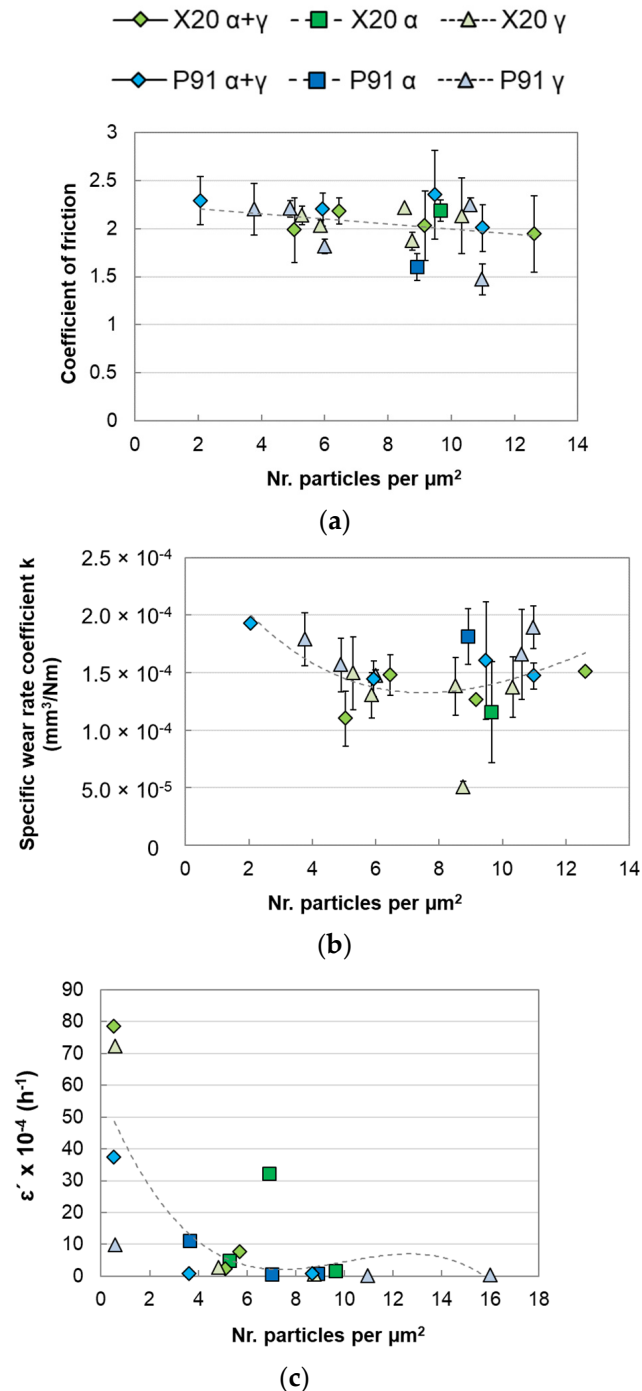 X20 α+γ X20 α X20 γ
P91 α+γ P91 α P91 γ
3
2.5
2
1.5
1
0.5
0
Coefficient of friction
0 2 4 6 8 10 12 14
Nr. particles per µm²
(a)
2.5 × 10⁻⁴
2.0 × 10⁻⁴
1.5 × 10⁻⁴
1.0 × 10⁻⁴
5.0 × 10⁻⁵
0
Specific wear rate coefficient k
(mm³/Nm)
0 2 4 6 8 10 12 14
Nr. particles per µm²
(b)
90
80
70
60
50
40
30
20
10
0
ε´ x 10⁻⁴ (h⁻¹)
0 2 4 6 8 10 12 14 16 18
Nr. particles per µm²
(c)